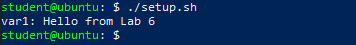 student@ubuntu:~$ ./setup.sh
var1: Hello from Lab 6
student@ubuntu:~$